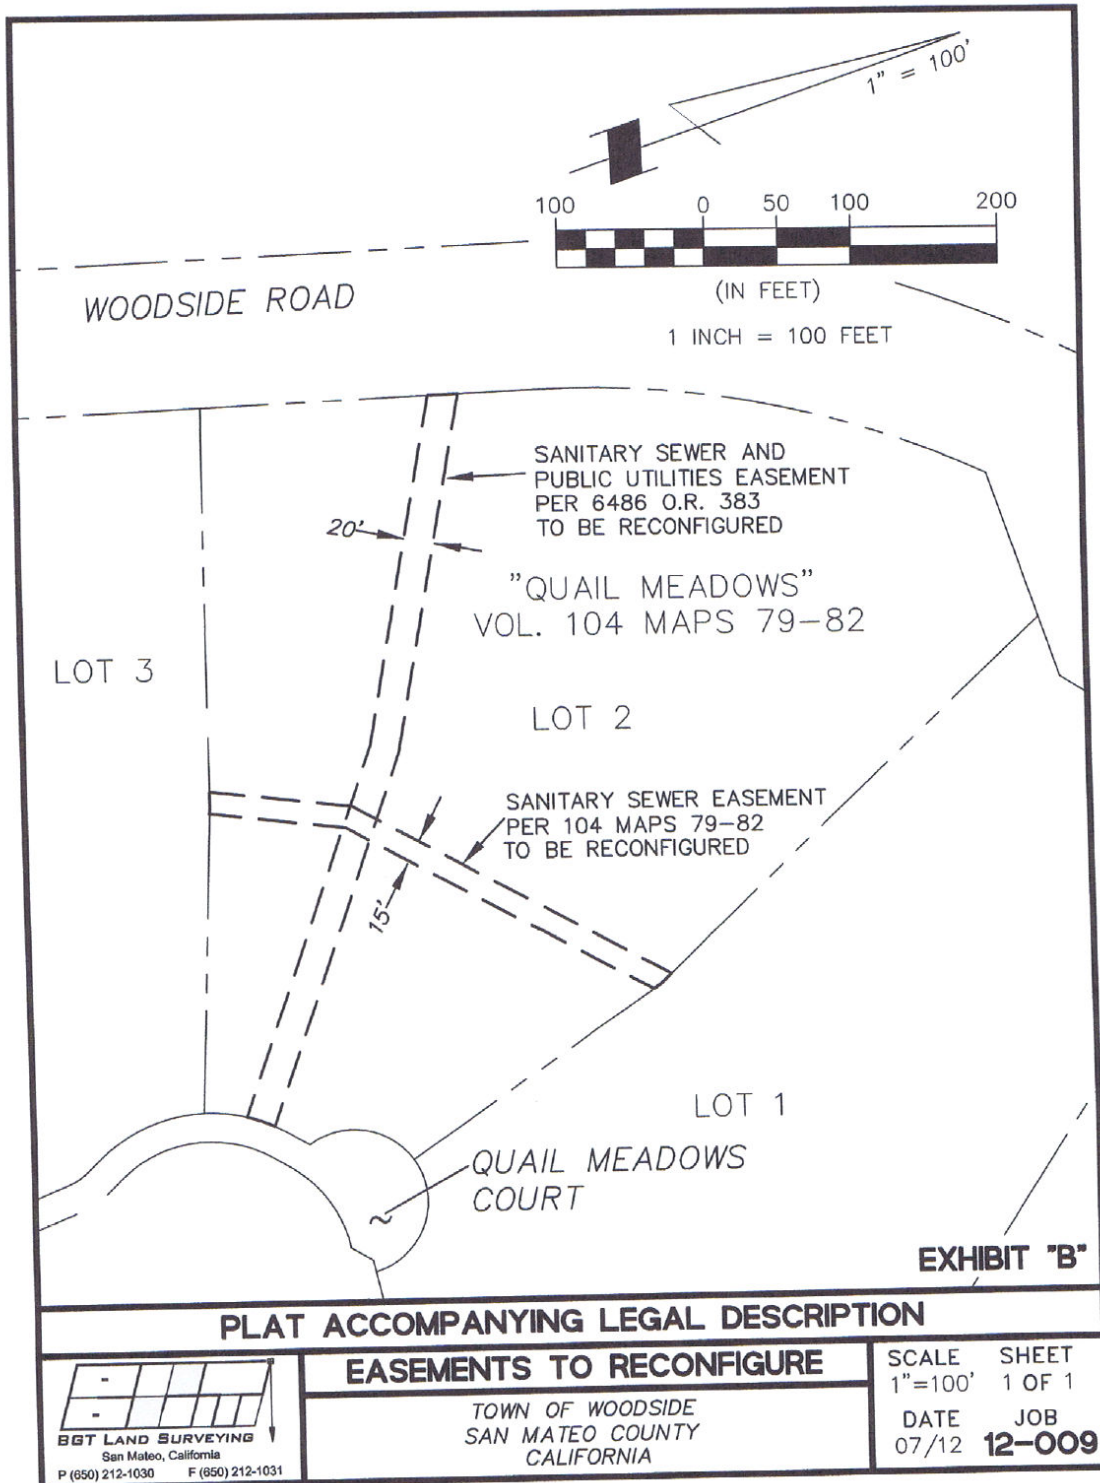 1" = 100'
100 0 50 100 200
(IN FEET)
1 INCH = 100 FEET
WOODSIDE ROAD
SANITARY SEWER AND
PUBLIC UTILITIES EASEMENT
PER 6486 O.R. 383
TO BE RECONFIGURED
20'
"QUAIL MEADOWS"
VOL. 104 MAPS 79-82
LOT 3
LOT 2
SANITARY SEWER EASEMENT
PER 104 MAPS 79-82
TO BE RECONFIGURED
15'
LOT 1
QUAIL MEADOWS
COURT
~
EXHIBIT "B"
PLAT ACCOMPANYING LEGAL DESCRIPTION
BGT LAND SURVEYING
San Mateo, California
P (650) 212-1030 F (650) 212-1031
EASEMENTS TO RECONFIGURE
TOWN OF WOODSIDE
SAN MATEO COUNTY
CALIFORNIA
SCALE
1"=100'
SHEET
1 OF 1
DATE
07/12
JOB
12-009